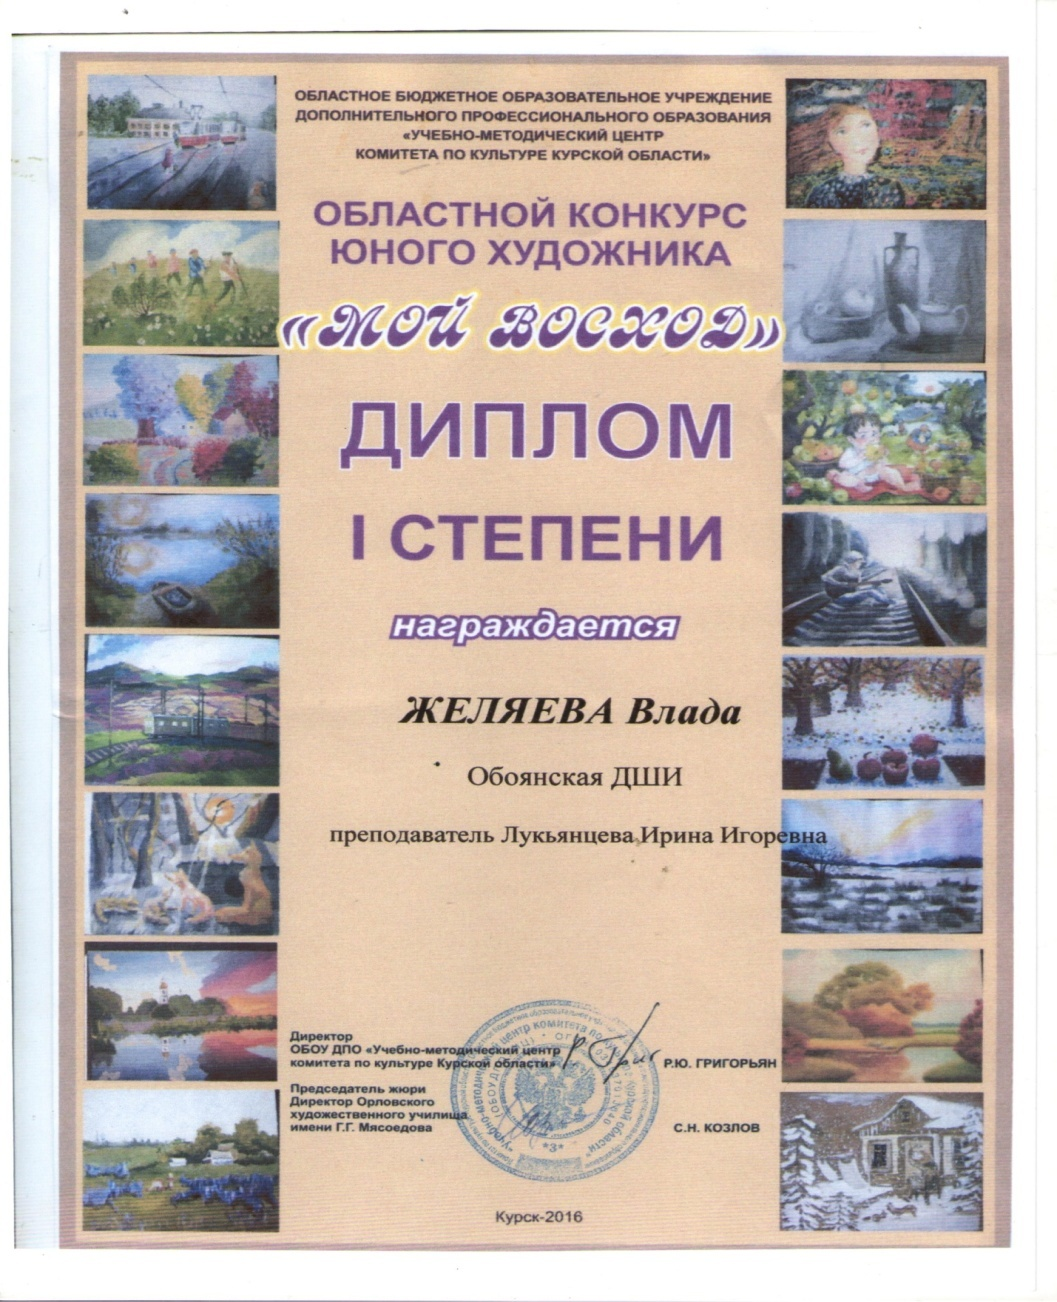 ОБЛАСТНОЕ БЮДЖЕТНОЕ ОБРАЗОВАТЕЛЬНОЕ УЧРЕЖДЕНИЕ
ДОПОЛНИТЕЛЬНОГО ПРОФЕССИОНАЛЬНОГО ОБРАЗОВАНИЯ
«УЧЕБНО-МЕТОДИЧЕСКИЙ ЦЕНТР
КОМИТЕТА ПО КУЛЬТУРЕ КУРСКОЙ ОБЛАСТИ»
ОБЛАСТНОЙ КОНКУРС
ЮНОГО ХУДОЖНИКА
«МОЙ ВОСХОД»
ДИПЛОМ
I СТЕПЕНИ
награждается
ЖЕЛЯЕВА Влада
Обоянская ДШИ
преподаватель Лукьянцева Ирина Игоревна
Директор
ОБОУ ДПО «Учебно-методический центр
комитета по культуре Курской области»
Р.Ю. ГРИГОРЬЯН
Председатель жюри
Директор Орловского
художественного училища
имени Г.Г. Мясоедова
С.Н. КОЗЛОВ
Курск-2016